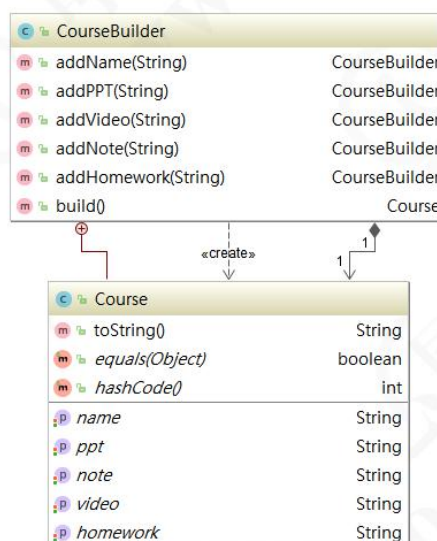 CourseBuilder
addName(String) CourseBuilder
addPPT(String) CourseBuilder
addVideo(String) CourseBuilder
addNote(String) CourseBuilder
addHomework(String) CourseBuilder
build() Course
«create»
1
1
Course
toString() String
equals(Object) boolean
hashCode() int
name String
ppt String
note String
video String
homework String